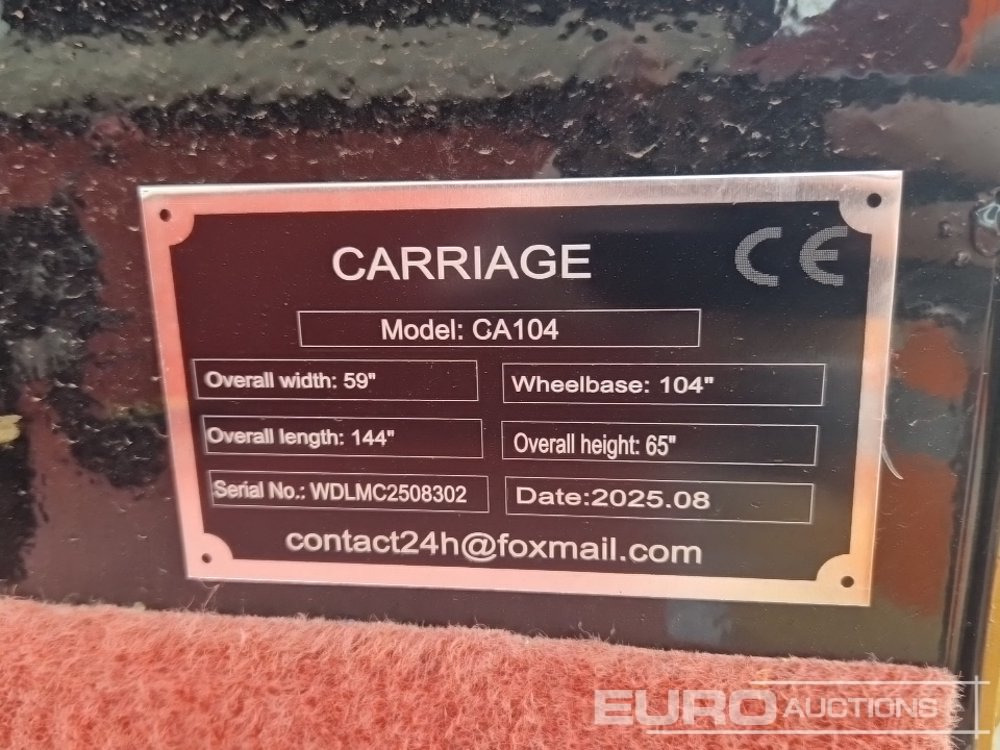 CARRIAGE CE
Model: CA104
Overall width: 59" Wheelbase: 104"
Overall length: 144" Overall height: 65"
Serial No.: WDLMC2508302 Date:2025.08
contact24h@foxmail.com
EURO AUCTIONS